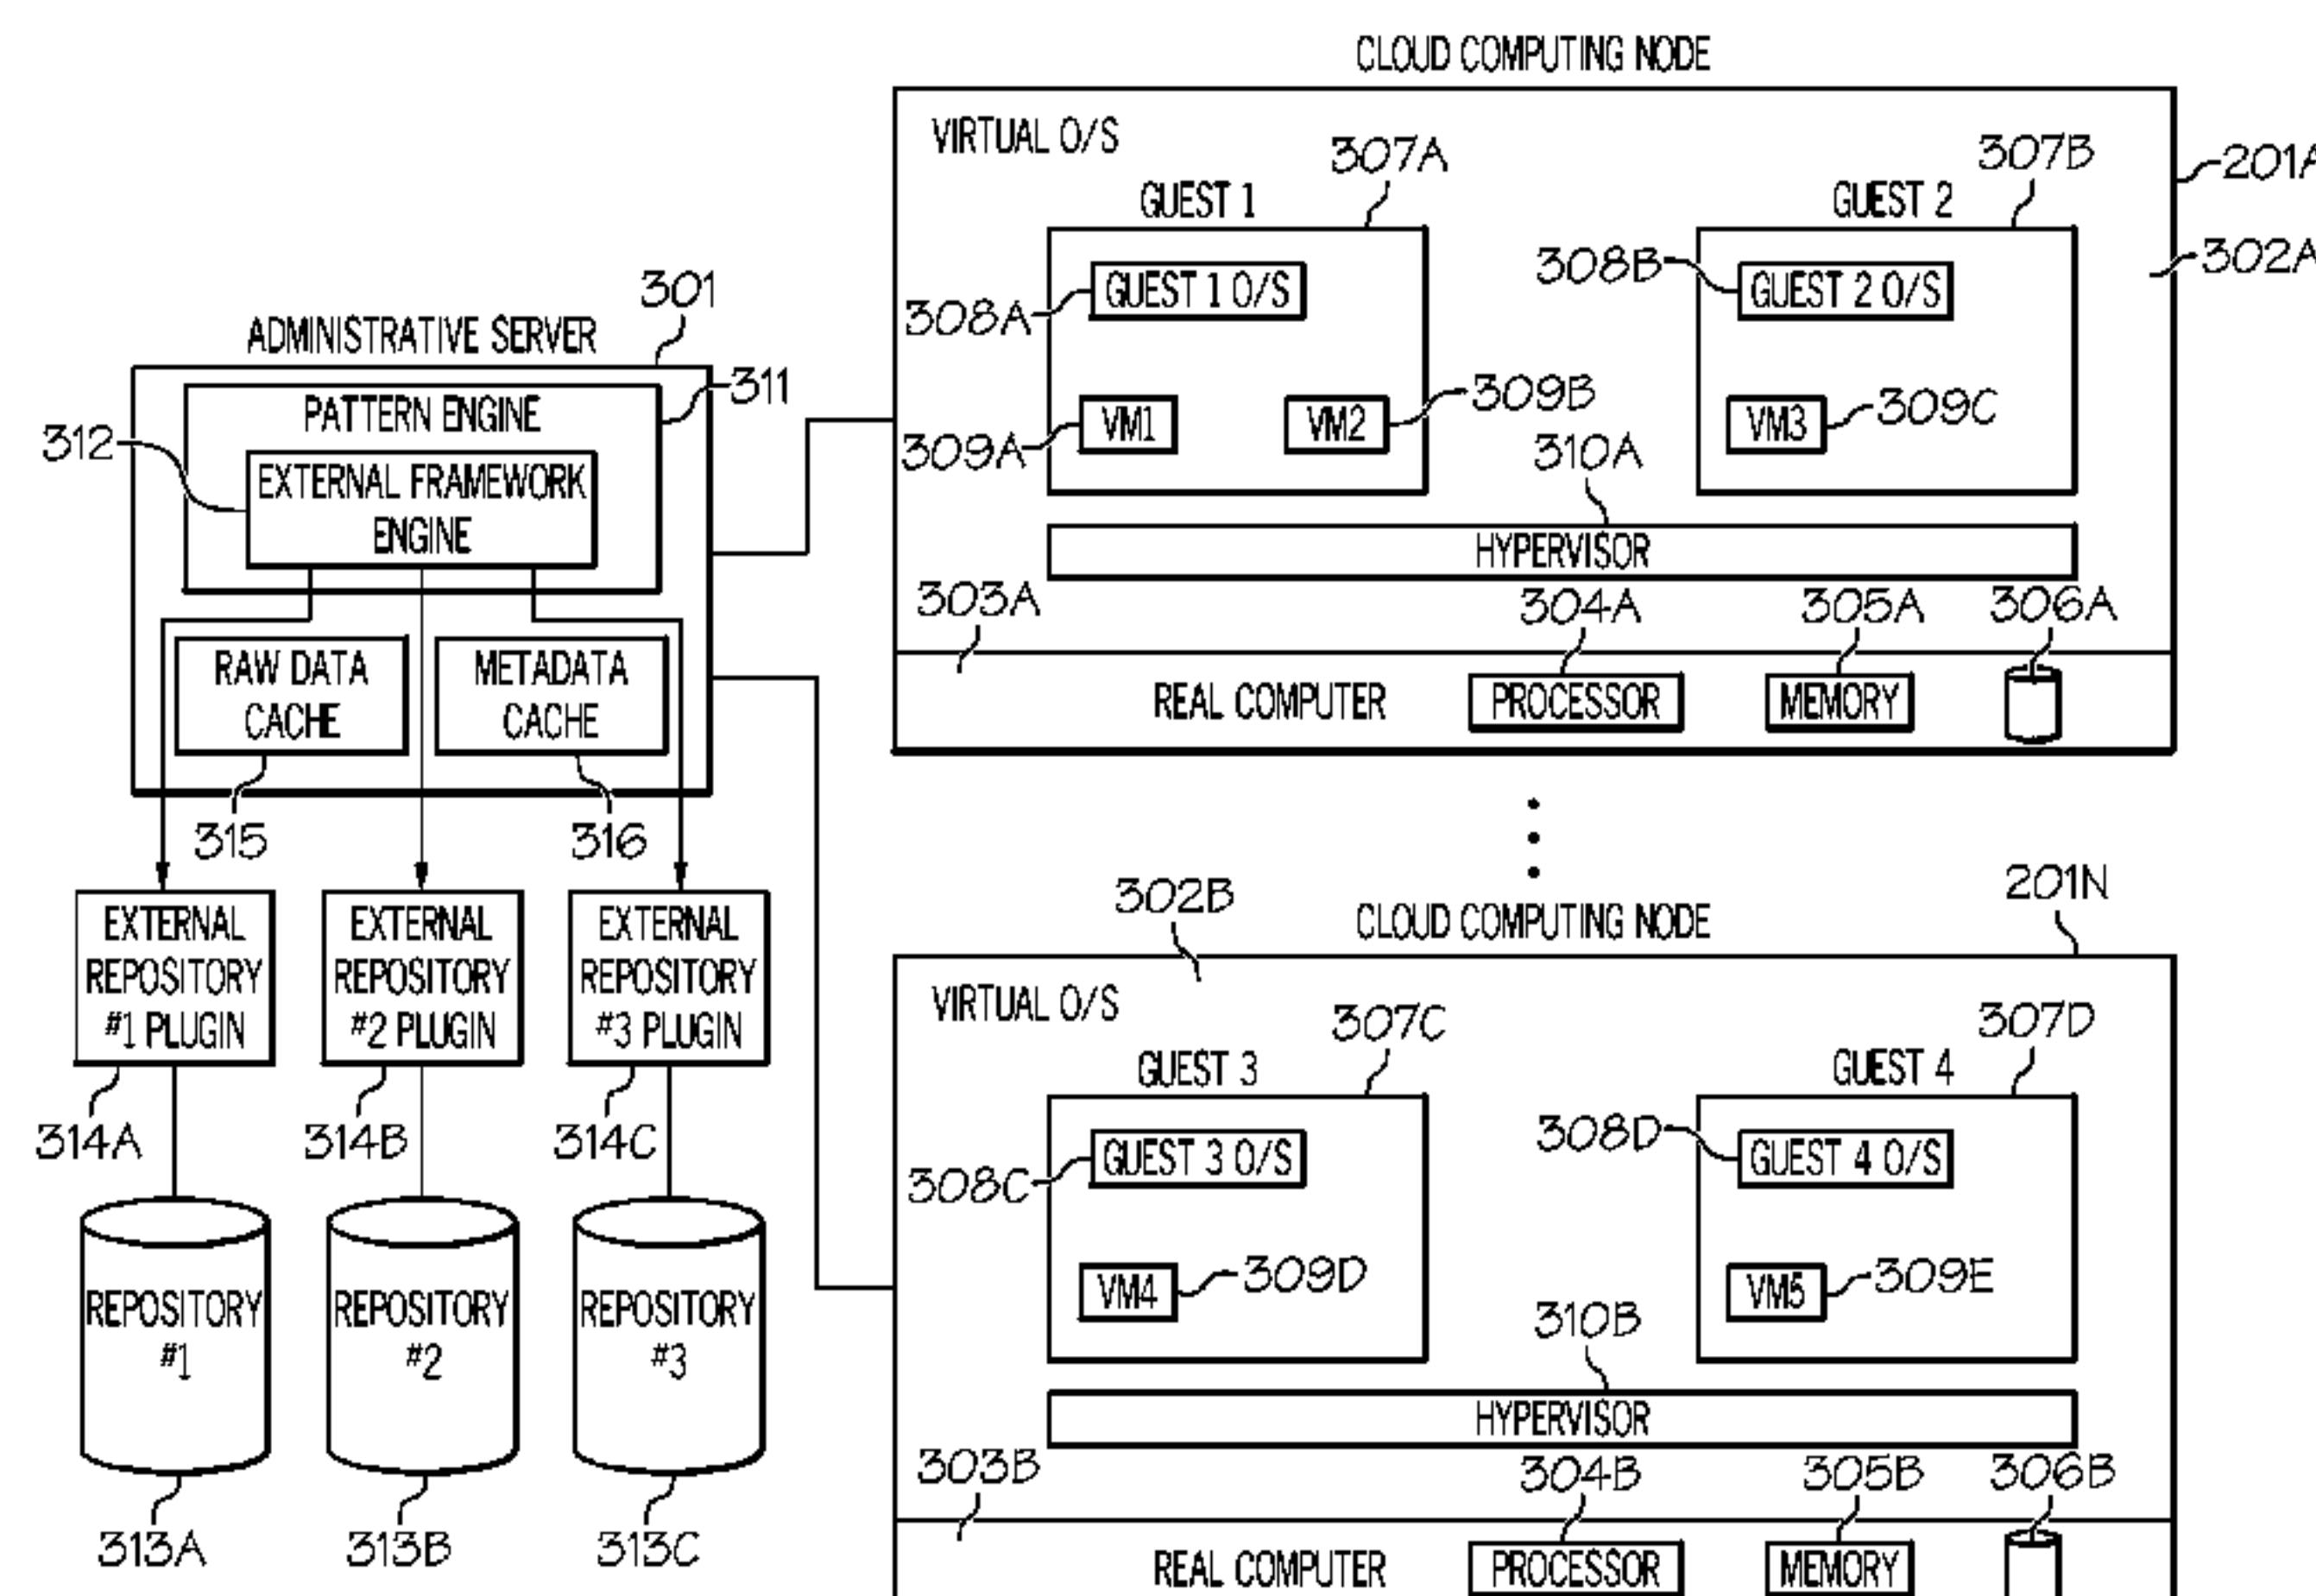 CLOUD COMPUTING NODE
VIRTUAL O/S
307A
307B
201A
GUEST 1
GUEST 2
302A
308A
GUEST 1 O/S
308B
GUEST 2 O/S
309A
VM1
VM2
309B
VM3
309C
310A
HYPERVISOR
303A
304A
305A
306A
REAL COMPUTER
PROCESSOR
MEMORY
301
ADMINISTRATIVE SERVER
311
PATTERN ENGINE
312
EXTERNAL FRAMEWORK
ENGINE
RAW DATA
CACHE
METADATA
CACHE
315
316
EXTERNAL
REPOSITORY
#1 PLUGIN
EXTERNAL
REPOSITORY
#2 PLUGIN
EXTERNAL
REPOSITORY
#3 PLUGIN
314A
314B
314C
REPOSITORY
#1
REPOSITORY
#2
REPOSITORY
#3
313A
313B
313C
302B
CLOUD COMPUTING NODE
201N
VIRTUAL O/S
307C
307D
GUEST 3
GUEST 4
308C
GUEST 3 O/S
308D
GUEST 4 O/S
VM4
309D
VM5
309E
310B
HYPERVISOR
303B
304B
305B
306B
REAL COMPUTER
PROCESSOR
MEMORY